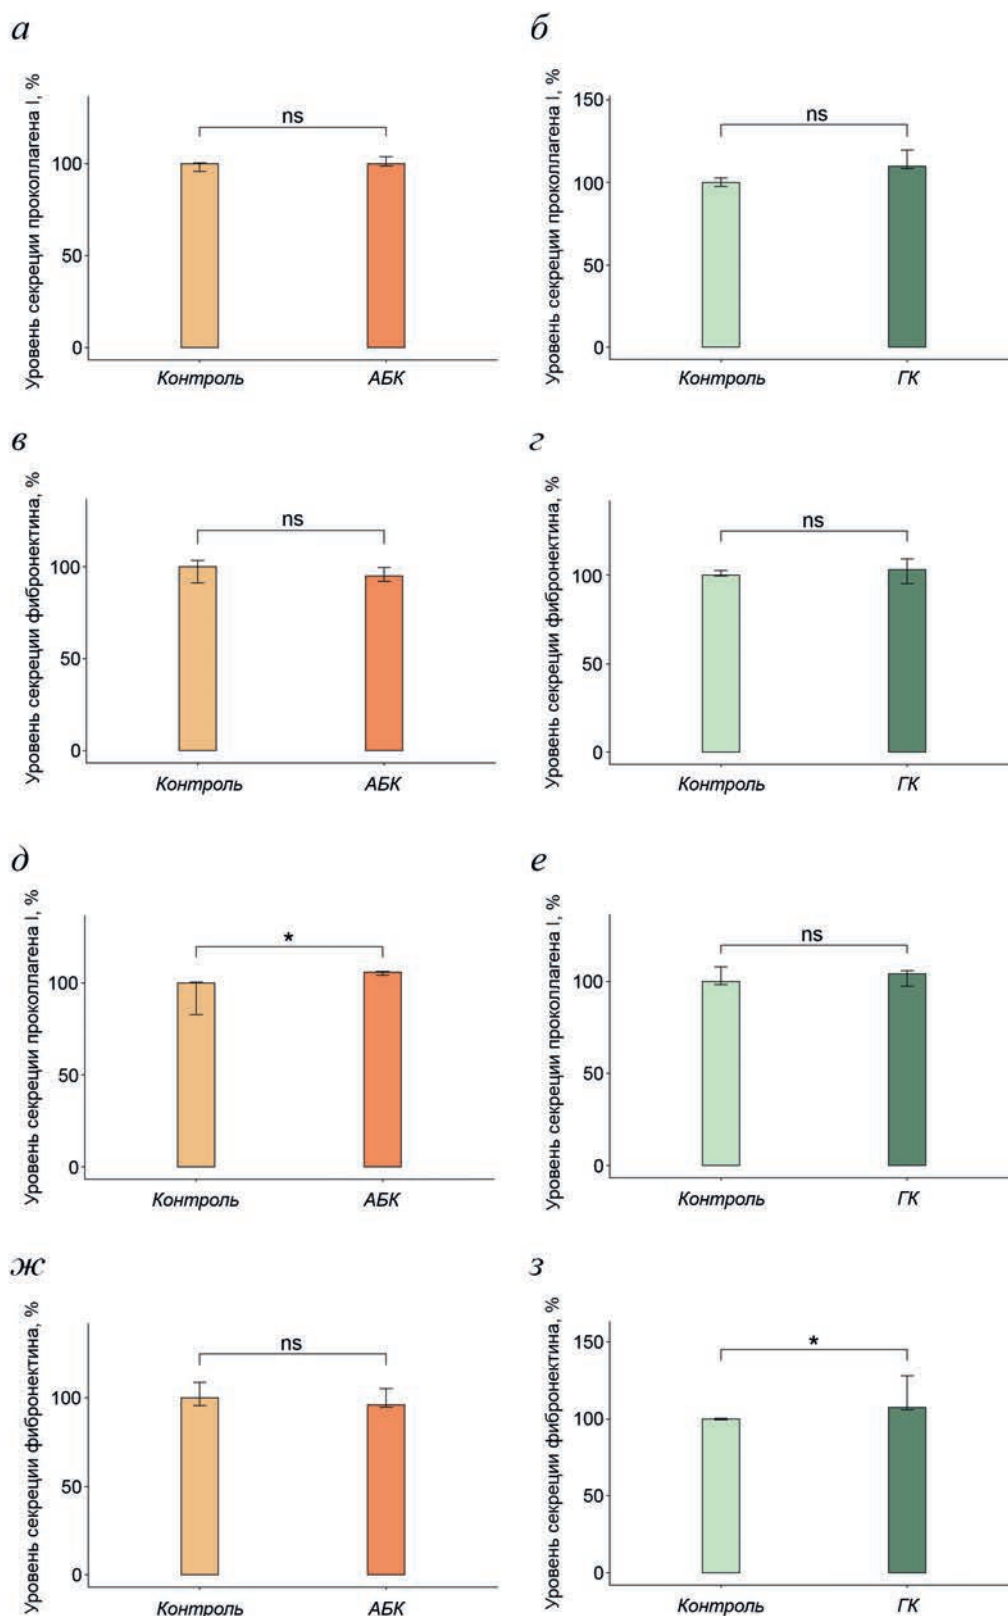 а
Уровень секреции проколлагена I, %
100
50
0
ns
Контроль
АБК
б
Уровень секреции проколлагена I, %
150
100
50
0
ns
Контроль
ГК
в
Уровень секреции фибронектина, %
100
50
0
ns
Контроль
АБК
г
Уровень секреции фибронектина, %
100
50
0
ns
Контроль
ГК
д
Уровень секреции проколлагена I, %
100
50
0
*
Контроль
АБК
е
Уровень секреции проколлагена I, %
100
50
0
ns
Контроль
ГК
ж
Уровень секреции фибронектина, %
100
50
0
ns
Контроль
АБК
з
Уровень секреции фибронектина, %
150
100
50
0
*
Контроль
ГК